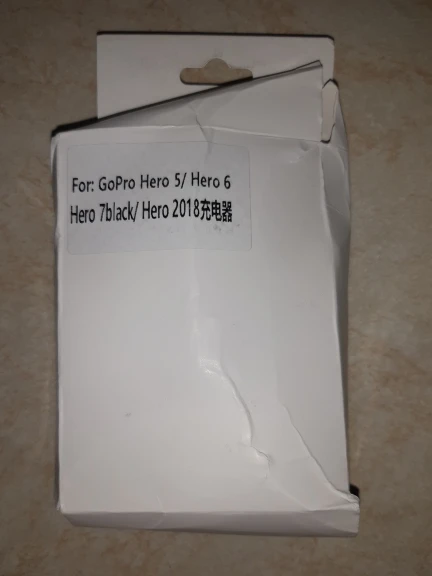 For: GoPro Hero 5/ Hero 6
Hero 7black/ Hero 2018充电器